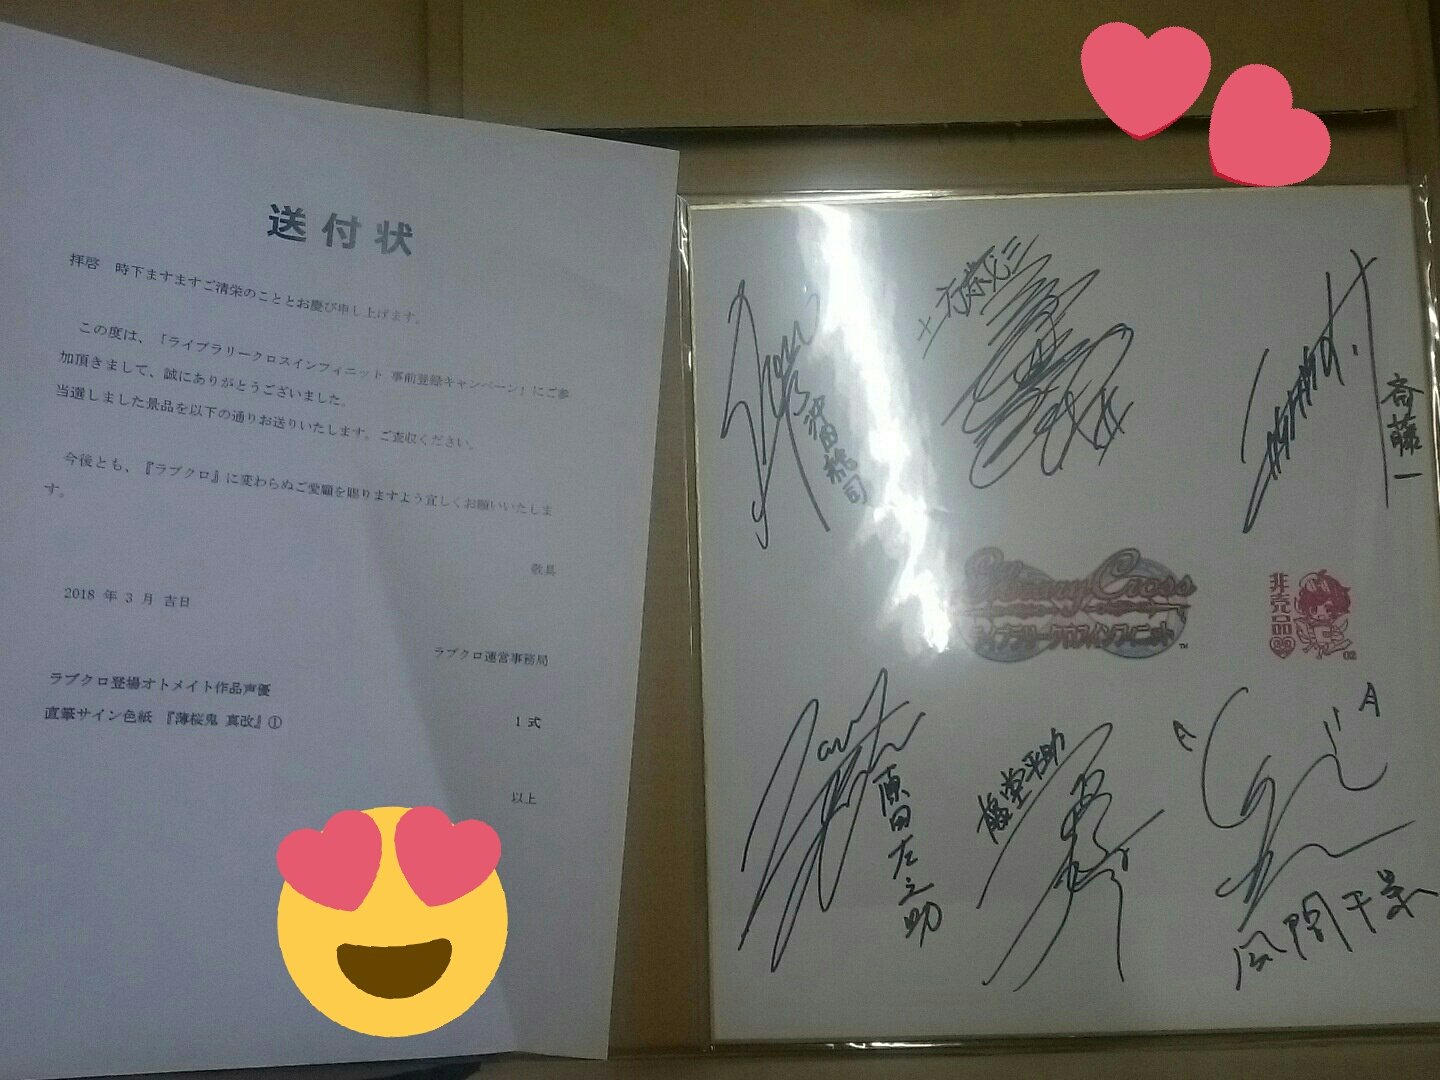 送付状
拝啓　時下ますますご清栄のこととお慶び申し上げます。
この度は、「ライブラリークロスインフィニット 事前登録キャンペーン」にご参
加頂きまして、誠にありがとうございました。
当選しました景品を以下の通りお送りいたします。ご査収ください。
今後とも、『ラブクロ』に変わらぬご愛顧を賜りますよう宜しくお願いいたしま
す。
敬具
2018 年 3 月 吉日
ラブクロ運営事務局
ラブクロ登場オトメイト作品声優
直筆サイン色紙 『薄桜鬼 真改』① 1 式
以上
沖田総司
土方歳三
斎藤一
Library Cross
ライブラリークロスインフィニット™
非売品
02
原田左之助
藤堂平助
風間千景